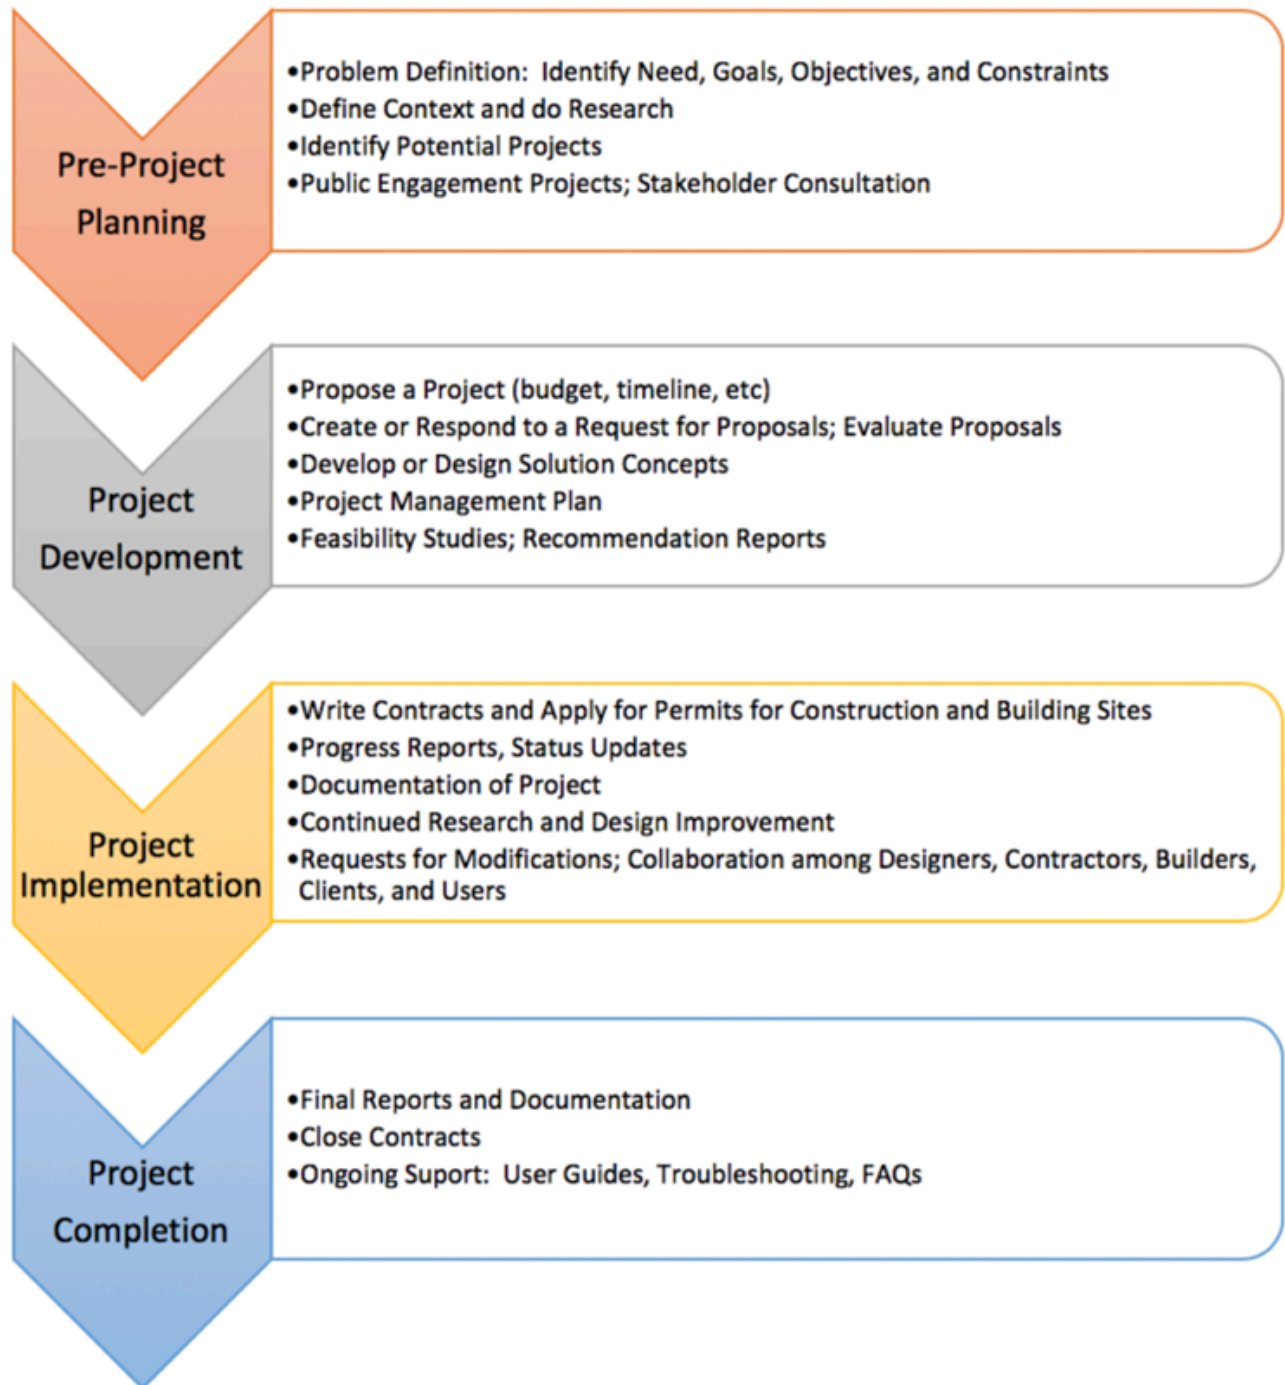 Pre-Project
Planning
•Problem Definition:  Identify Need, Goals, Objectives, and Constraints
•Define Context and do Research
•Identify Potential Projects
•Public Engagement Projects; Stakeholder Consultation
Project
Development
•Propose a Project (budget, timeline, etc)
•Create or Respond to a Request for Proposals; Evaluate Proposals
•Develop or Design Solution Concepts
•Project Management Plan
•Feasibility Studies; Recommendation Reports
Project
Implementation
•Write Contracts and Apply for Permits for Construction and Building Sites
•Progress Reports, Status Updates
•Documentation of Project
•Continued Research and Design Improvement
•Requests for Modifications; Collaboration among Designers, Contractors, Builders,
Clients, and Users
Project
Completion
•Final Reports and Documentation
•Close Contracts
•Ongoing Suport:  User Guides, Troubleshooting, FAQs